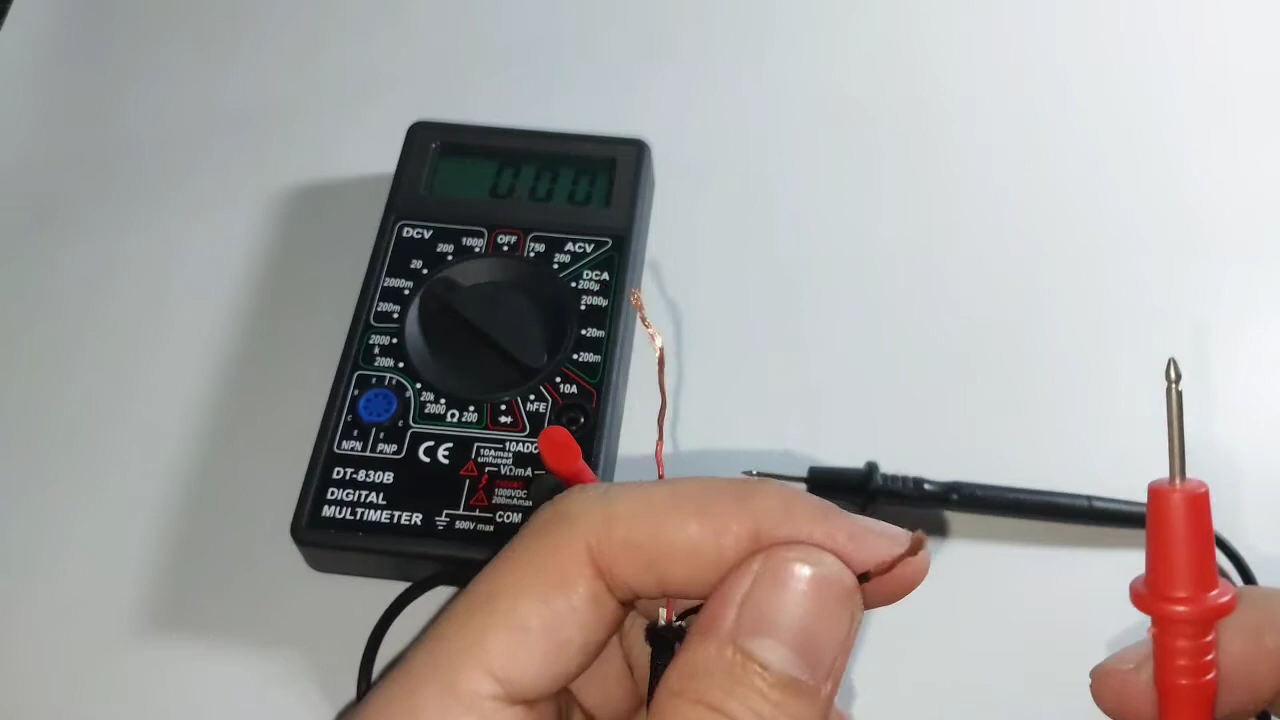 0.001
DCV
200
1000
OFF
750
ACV
200
20
DCA
200µ
2000m
2000µ
200m
20m
2000
k
200k
200m
20k
2000
Ω
200
hFE
10A
NPN
PNP
CE
10ADC
10Amax
unfused
VΩmA
DT-830B
DIGITAL
MULTIMETER
1000VDC
200mAmax
500V max
COM